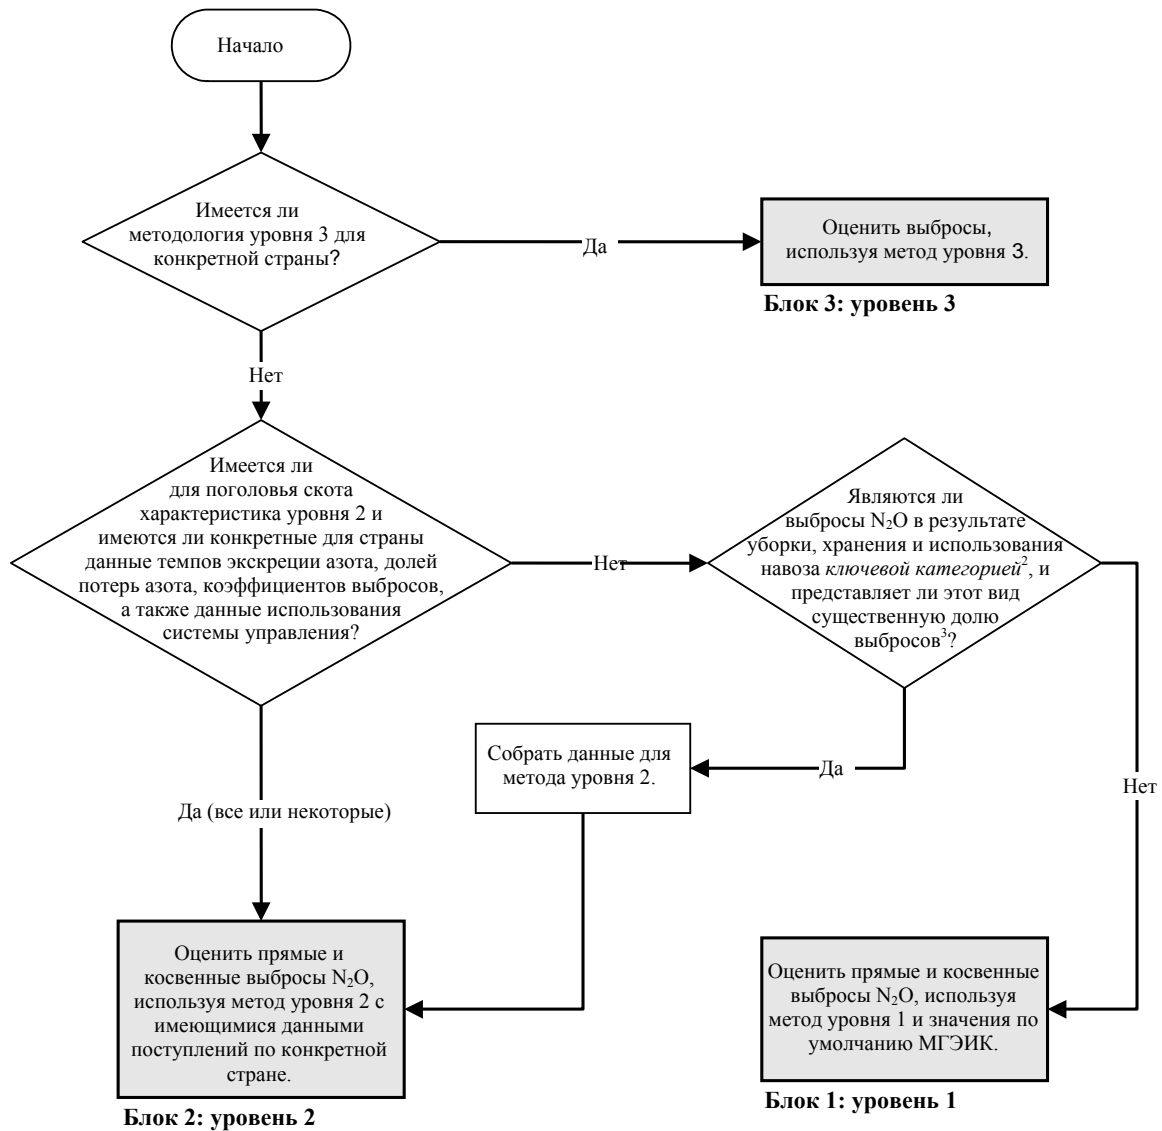 Начало
Имеется ли
методология уровня 3 для
конкретной страны?
Да
Оценить выбросы,
используя метод уровня 3.
Блок 3: уровень 3
Нет
Имеется ли
для поголовья скота
характеристика уровня 2 и
имеются ли конкретные для страны
данные темпов экскреции азота, долей
потерь азота, коэффициентов выбросов,
а также данные использования
системы управления?
Нет
Являются ли
выбросы N₂O в результате
уборки, хранения и использования
навоза ключевой категорией², и
представляет ли этот вид
существенную долю
выбросов³?
Собрать данные для
метода уровня 2.
Да
Нет
Да (все или некоторые)
Оценить прямые и
косвенные выбросы N₂O,
используя метод уровня 2 с
имеющимися данными
поступлений по конкретной
стране.
Блок 2: уровень 2
Оценить прямые и косвенные
выбросы N₂O, используя
метод уровня 1 и значения по
умолчанию МГЭИК.
Блок 1: уровень 1